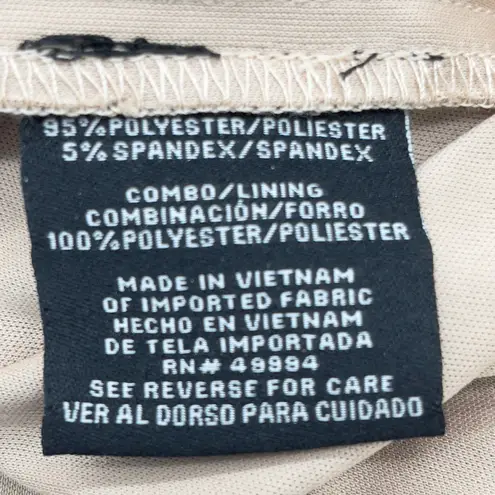 95%POLYESTER/POLIESTER
5%SPANDEX/SPANDEX
COMBO/LINING
COMBINACIÓN/FORRO
100%POLYESTER/POLIESTER
MADE IN VIETNAM
OF IMPORTED FABRIC
HECHO EN VIETNAM
DE TELA IMPORTADA
RN# 49994
SEE REVERSE FOR CARE
VER AL DORSO PARA CUIDADO